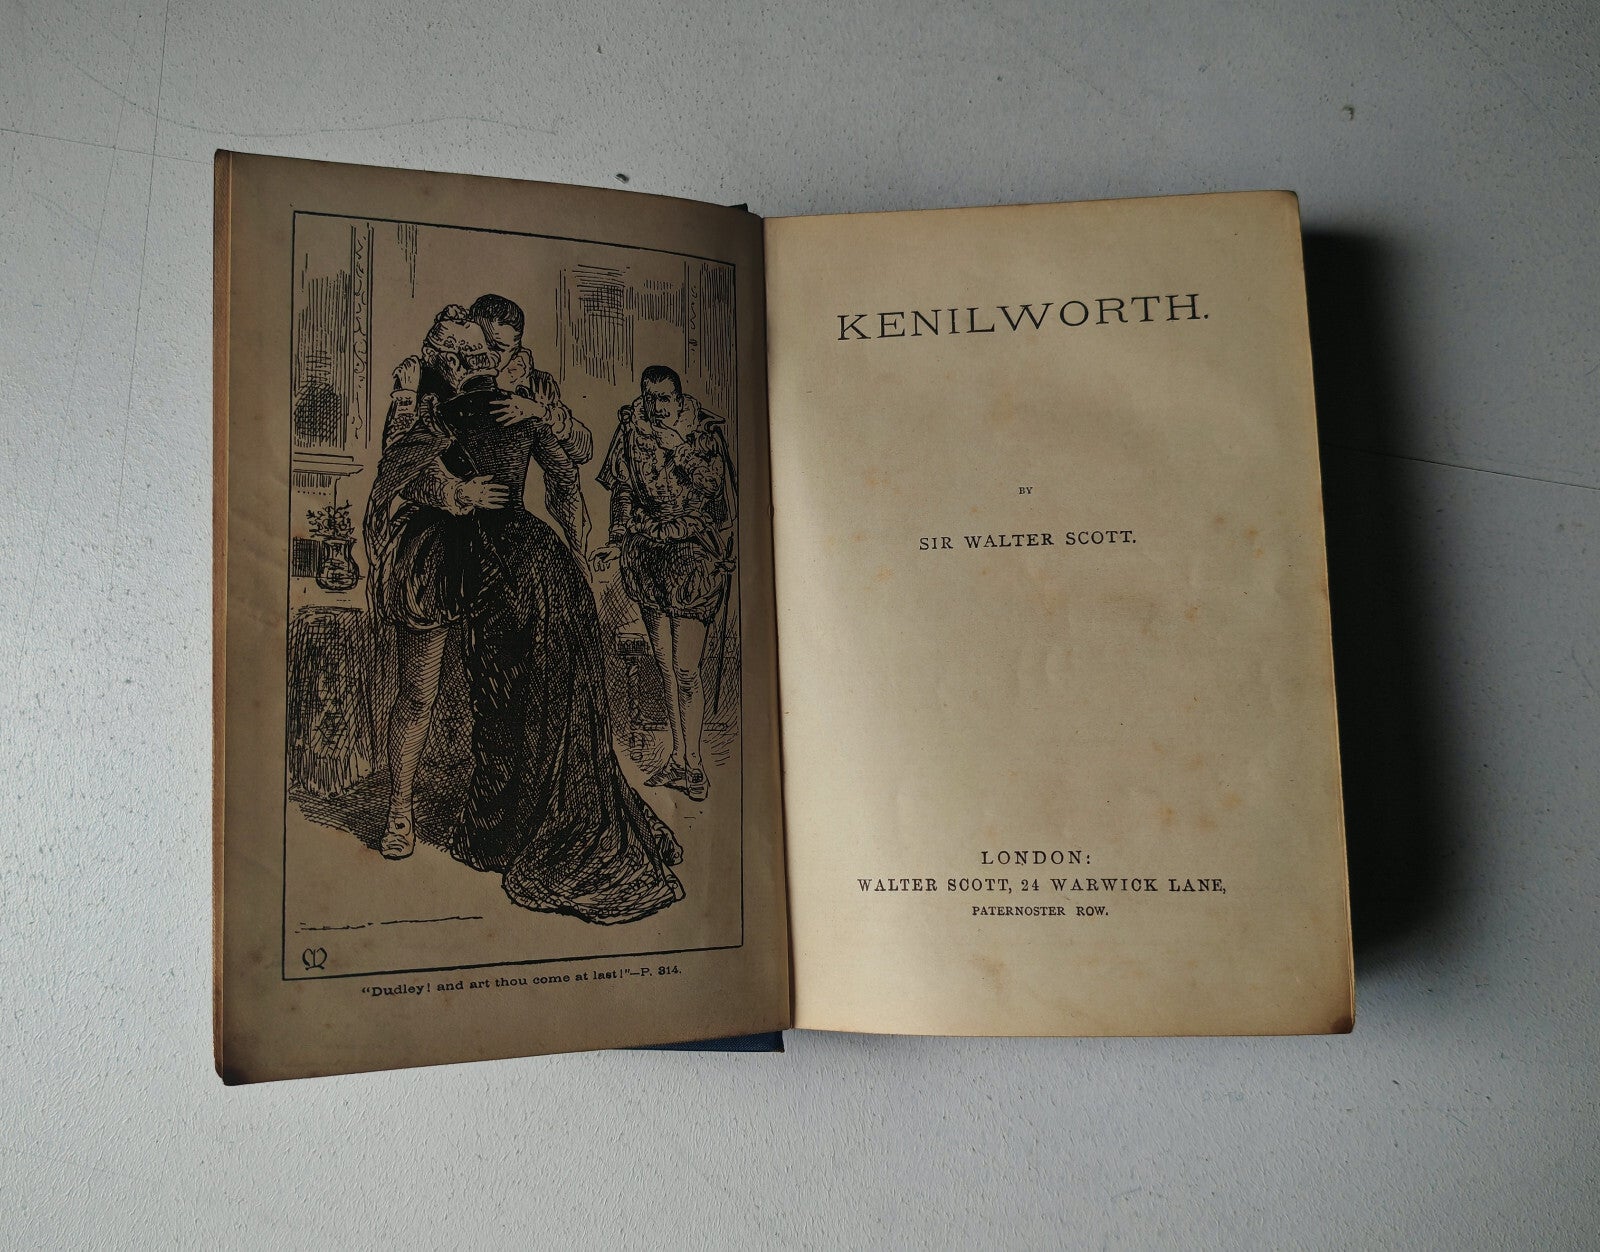 "Dudley! and art thou come at last!"—P. 314.
KENILWORTH.
BY
SIR WALTER SCOTT.
LONDON:
WALTER SCOTT, 24 WARWICK LANE,
PATERNOSTER ROW.